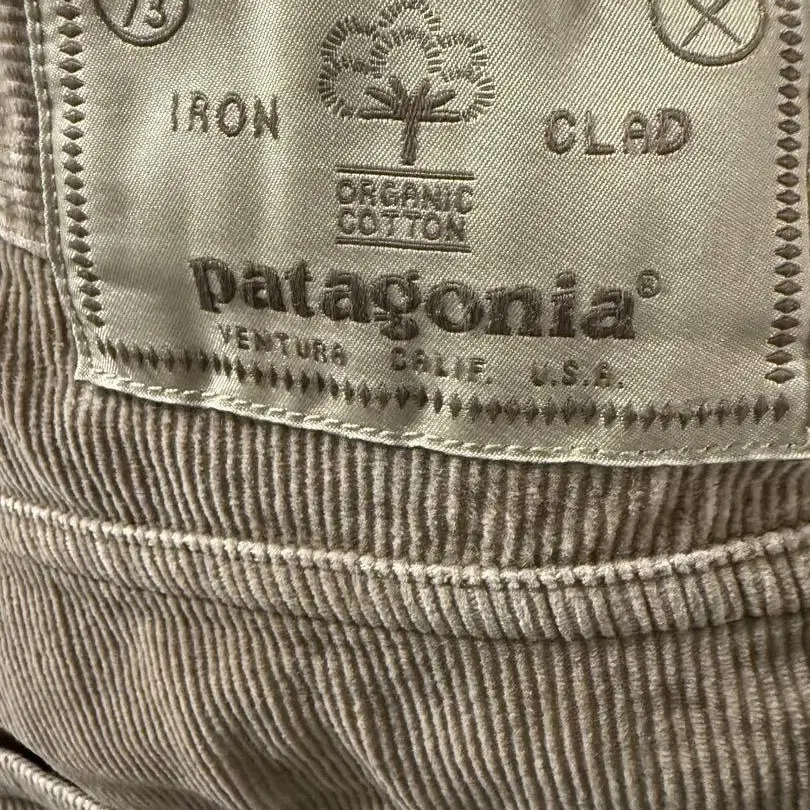 73
IRON CLAD
ORGANIC
COTTON
patagonia®
VENTURA CALIF. U.S.A.